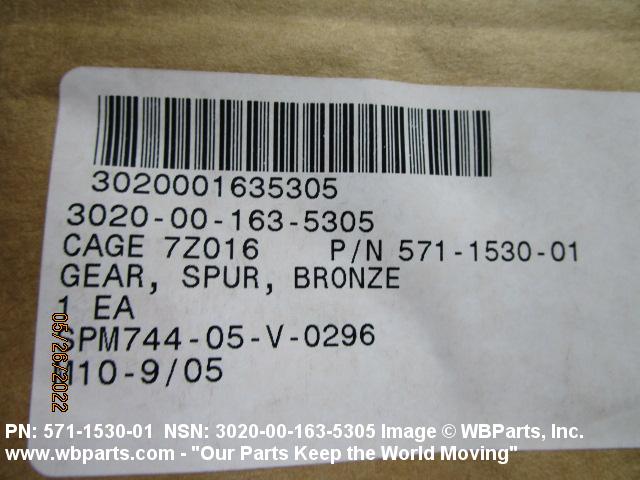 3020001635305
3020-00-163-5305
CAGE 7Z016 P/N 571-1530-01
GEAR, SPUR, BRONZE
1 EA
SPM744-05-V-0296
M10-9/05
05/26/2022
PN: 571-1530-01 NSN: 3020-00-163-5305 Image © WBParts, Inc.
www.wbparts.com - "Our Parts Keep the World Moving"